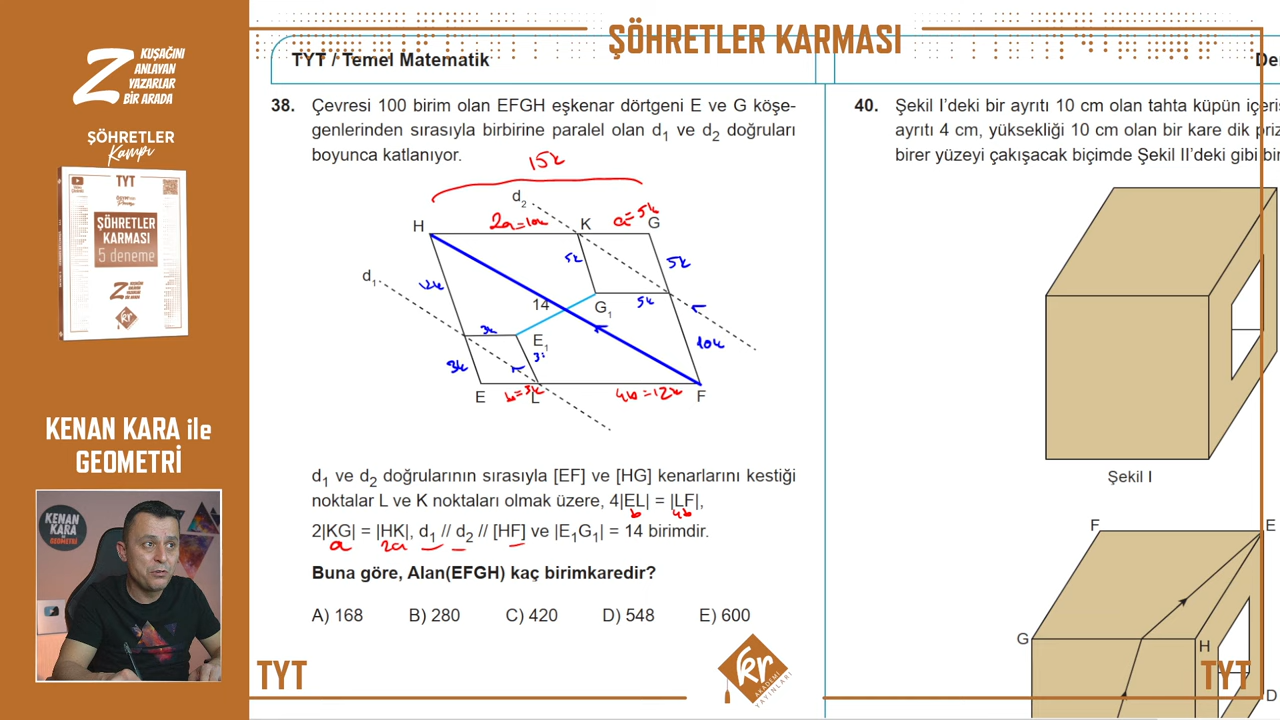 ŞÖHRETLER KARMASI
Z KUŞAĞINI
ANLAYAN
YAZARLAR
BİR ARADA
ŞÖHRETLER
Kampı
TYT
ŞÖHRETLER
KARMASI
5 deneme
kr
KENAN KARA ile
GEOMETRİ
KENAN
KARA
GEOMETRİ
TYT / Temel Matematik
De
38. Çevresi 100 birim olan EFGH eşkenar dörtgeni E ve G köşe-
genlerinden sırasıyla birbirine paralel olan d1 ve d2 doğruları
boyunca katlanıyor.
15k
d2
H 2a=10k K a=5k G
5k 5k
d1
12k 14 G1 5k
3k E1 10k
3k 3k
E b=3k L 4b=12k F
d1 ve d2 doğrularının sırasıyla [EF] ve [HG] kenarlarını kestiği
noktalar L ve K noktaları olmak üzere, 4|EL| = |LF|,
b 4b
2|KG| = |HK|, d1 // d2 // [HF] ve |E1G1| = 14 birimdir.
a 2a
Buna göre, Alan(EFGH) kaç birimkaredir?
A) 168 B) 280 C) 420 D) 548 E) 600
40. Şekil I'deki bir ayrıtı 10 cm olan tahta küpün içeris
ayrıtı 4 cm, yüksekliği 10 cm olan bir kare dik priz
birer yüzeyi çakışacak biçimde Şekil II'deki gibi bir
Şekil I
F E
G H
D
TYT
kr
AKADEMİ
YAYINLARI
TYT